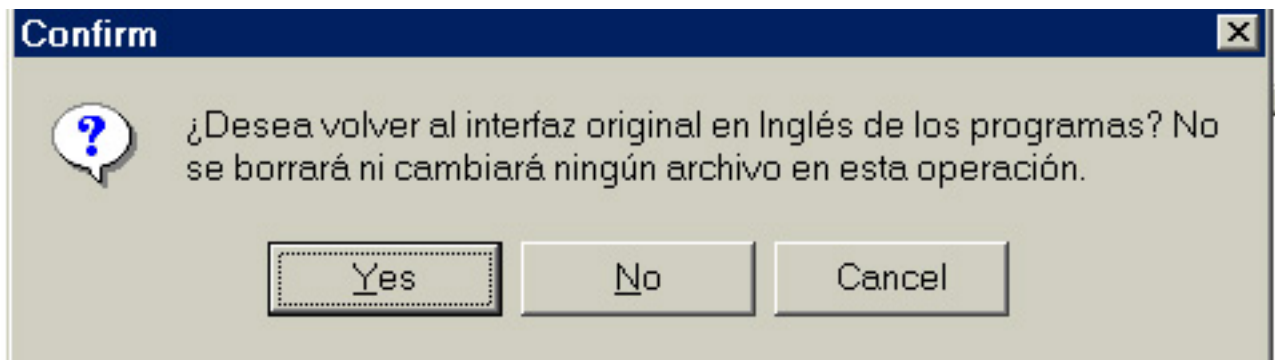 Confirm
¿Desea volver al interfaz original en Inglés de los programas? No
se borrará ni cambiará ningún archivo en esta operación.
Yes No Cancel